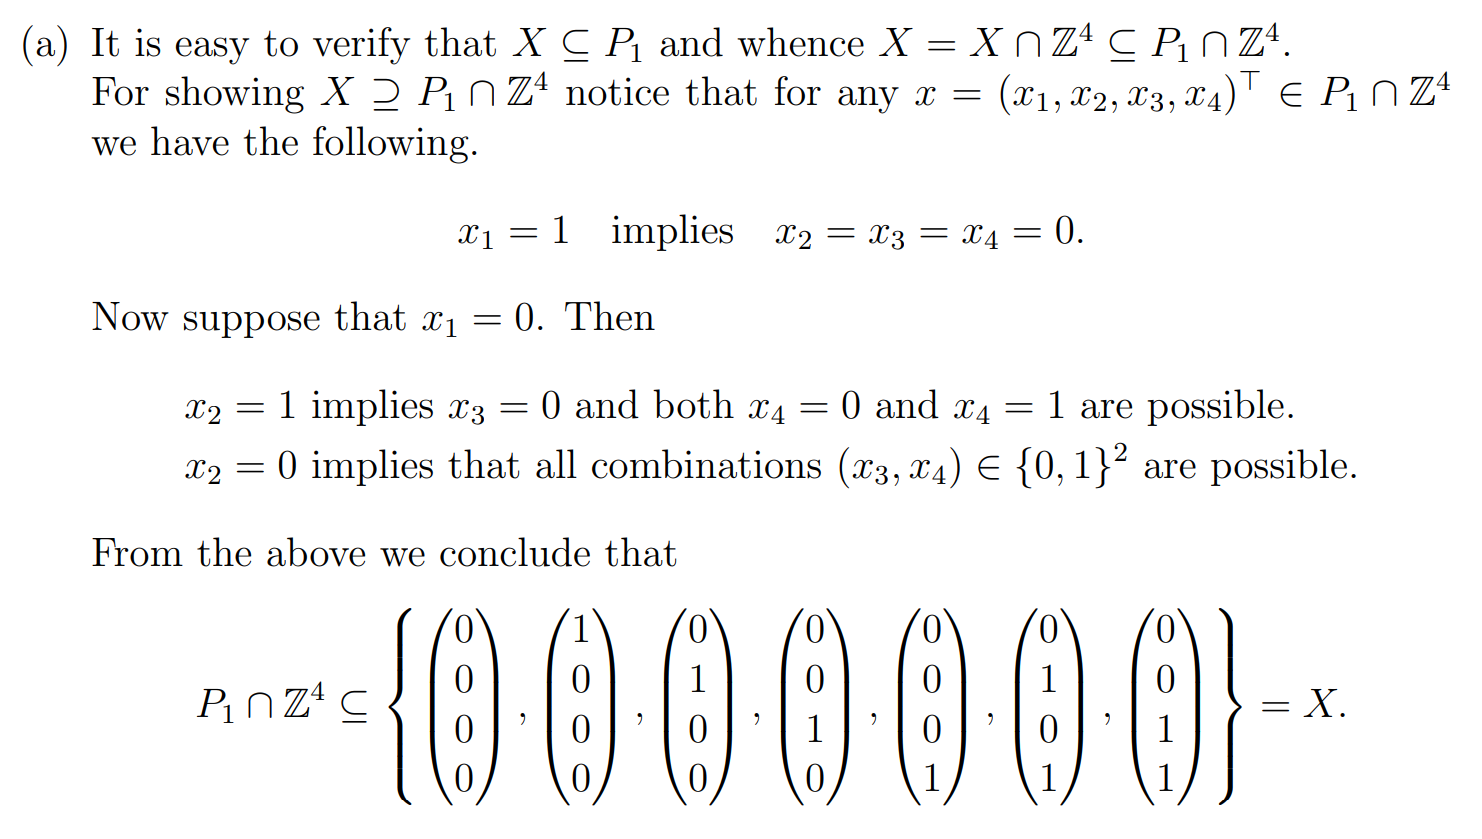 (a) It is easy to verify that X ⊆ P₁ and whence X = X ∩ ℤ⁴ ⊆ P₁ ∩ ℤ⁴.
For showing X ⊇ P₁ ∩ ℤ⁴ notice that for any x = (x₁, x₂, x₃, x₄)^⊤ ∈ P₁ ∩ ℤ⁴
we have the following.
x₁ = 1 implies x₂ = x₃ = x₄ = 0.
Now suppose that x₁ = 0. Then
x₂ = 1 implies x₃ = 0 and both x₄ = 0 and x₄ = 1 are possible.
x₂ = 0 implies that all combinations (x₃, x₄) ∈ {0, 1}² are possible.
From the above we conclude that
P₁ ∩ ℤ⁴ ⊆ { (0 0 0 0), (1 0 0 0), (0 1 0 0), (0 0 1 0), (0 0 0 1), (0 1 0 1), (0 0 1 1) } = X.